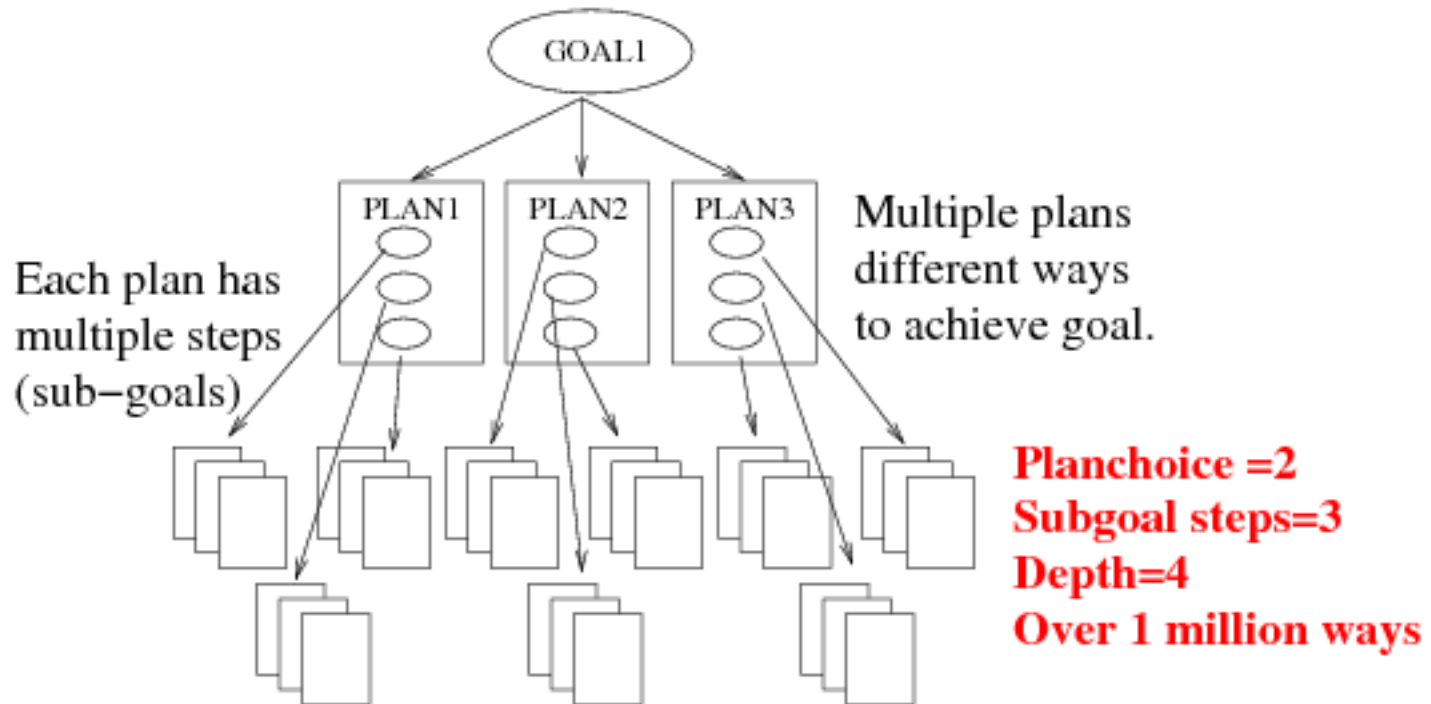 GOAL1
PLAN1
PLAN2
PLAN3
Each plan has
multiple steps
(sub−goals)
Multiple plans
different ways
to achieve goal.
Planchoice =2
Subgoal steps=3
Depth=4
Over 1 million ways